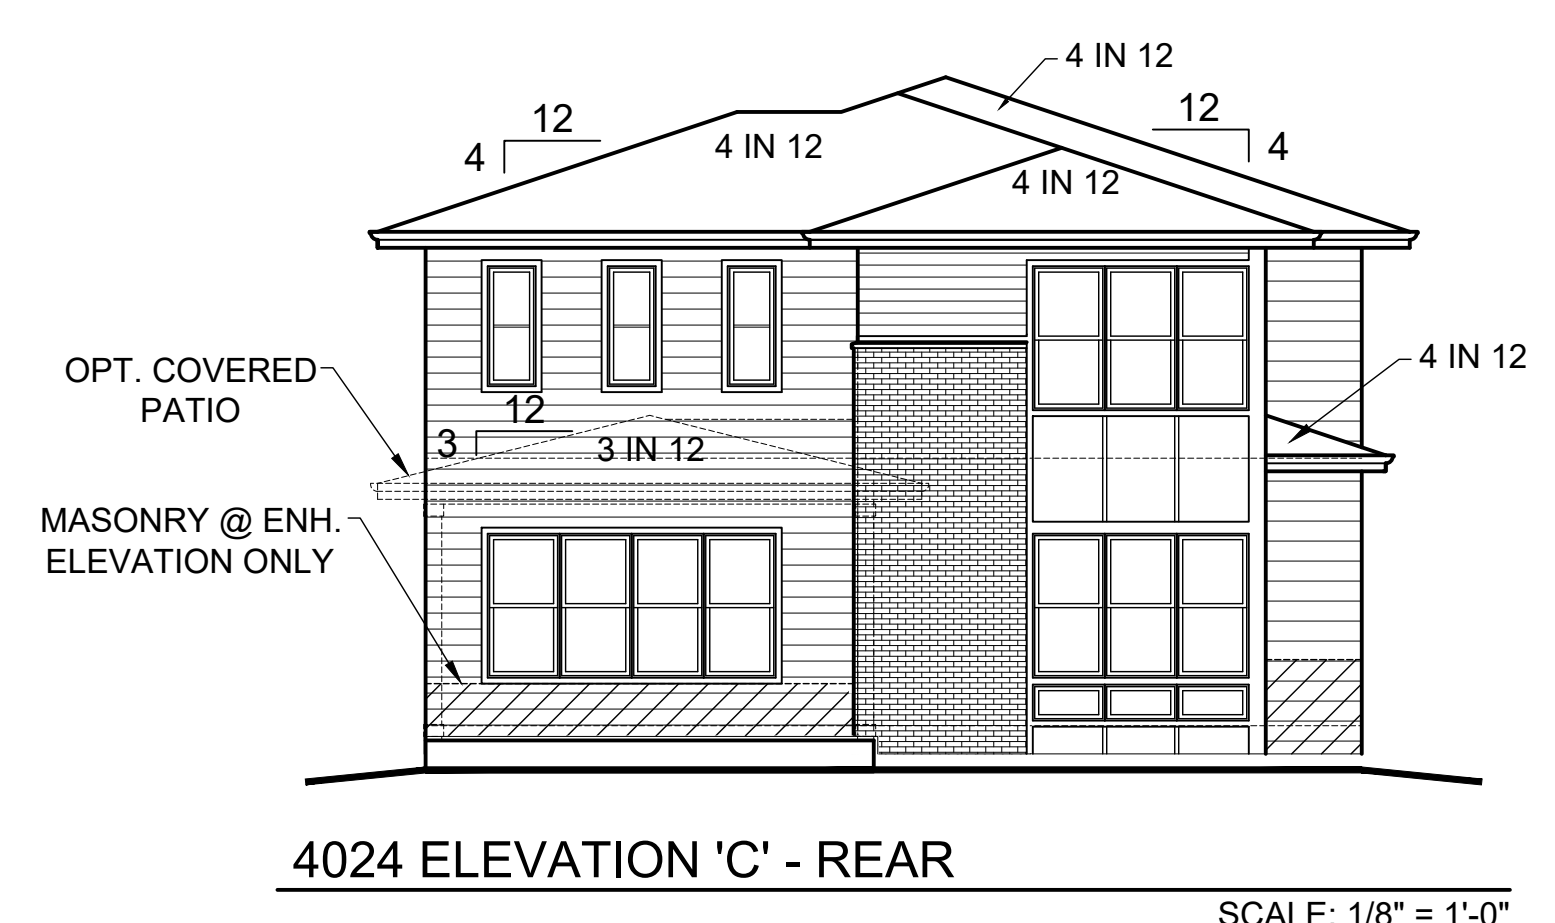 4 IN 12
12
4
12
4
4 IN 12
4 IN 12
OPT. COVERED
PATIO
4 IN 12
12
3
3 IN 12
MASONRY @ ENH.
ELEVATION ONLY
4024 ELEVATION 'C' - REAR
SCALE: 1/8" = 1'-0"